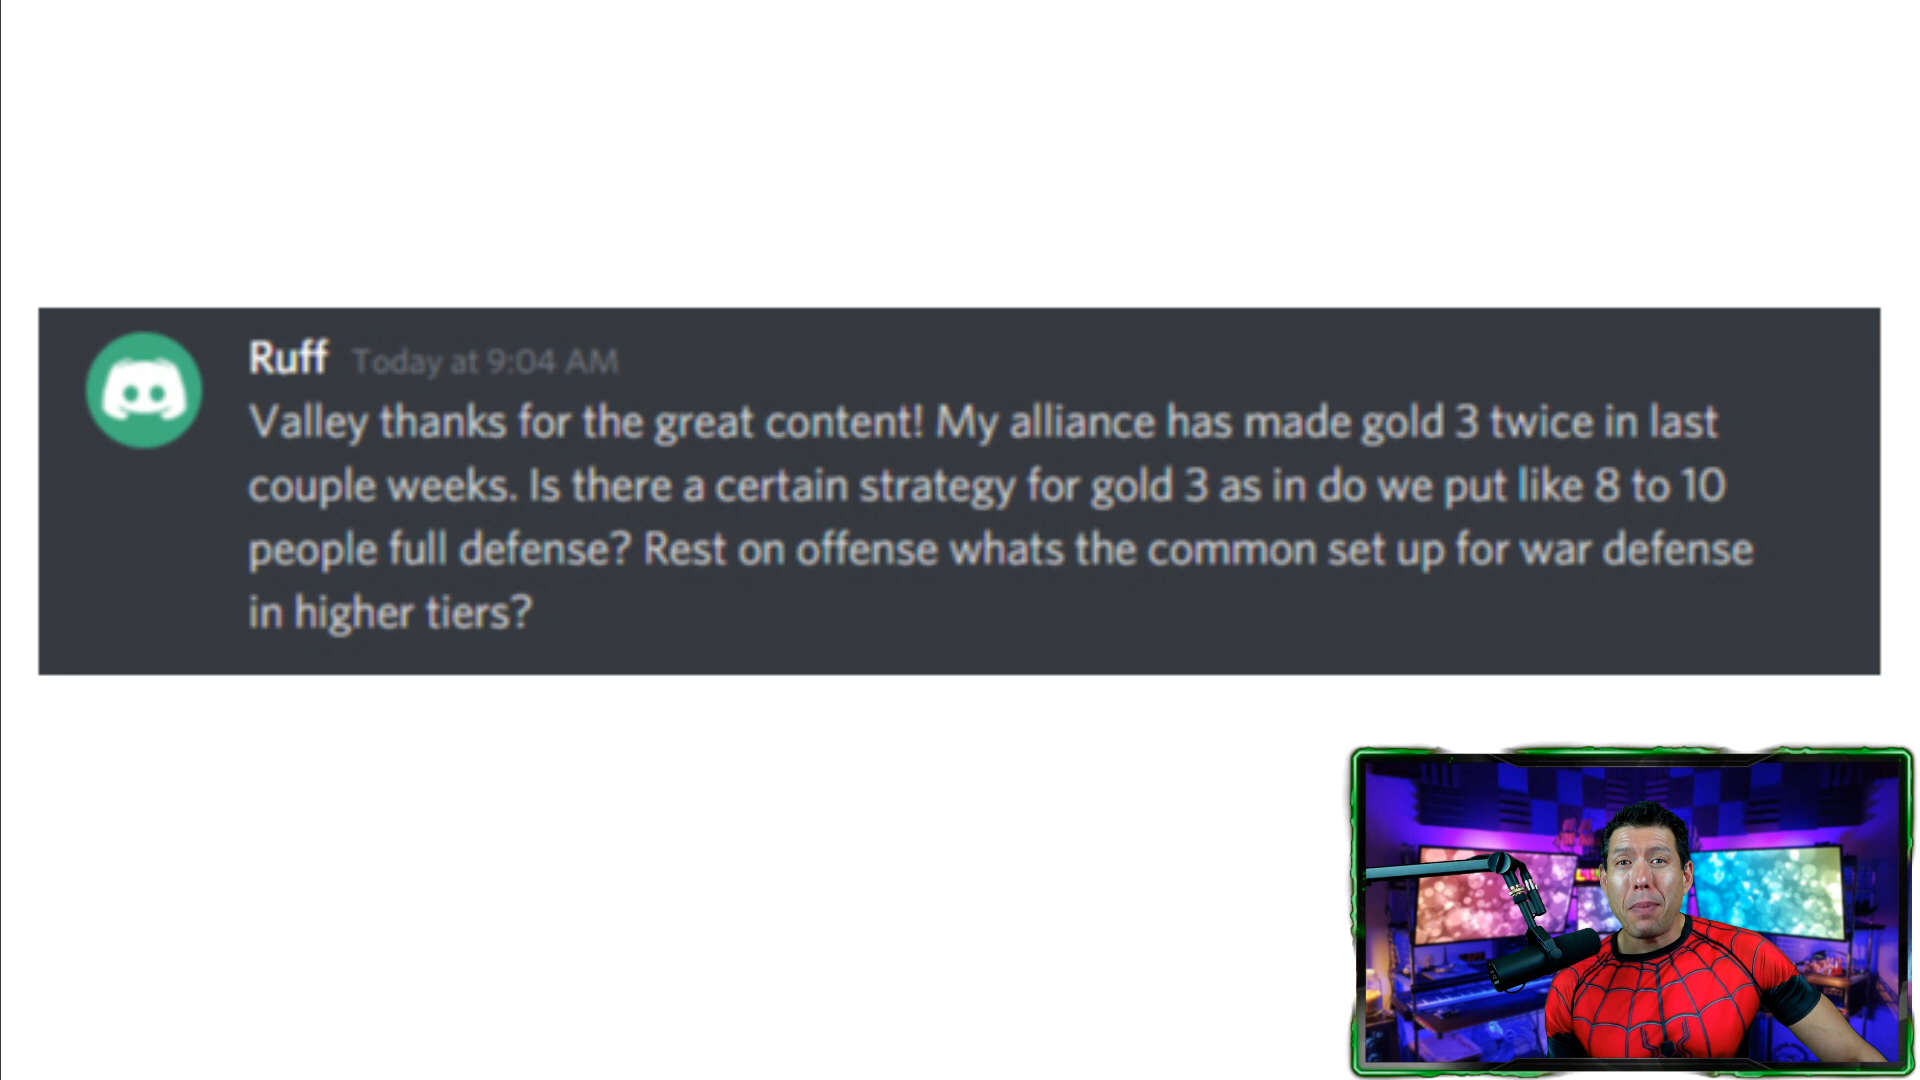 Ruff Today at 9:04 AM
Valley thanks for the great content! My alliance has made gold 3 twice in last
couple weeks. Is there a certain strategy for gold 3 as in do we put like 8 to 10
people full defense? Rest on offense whats the common set up for war defense
in higher tiers?